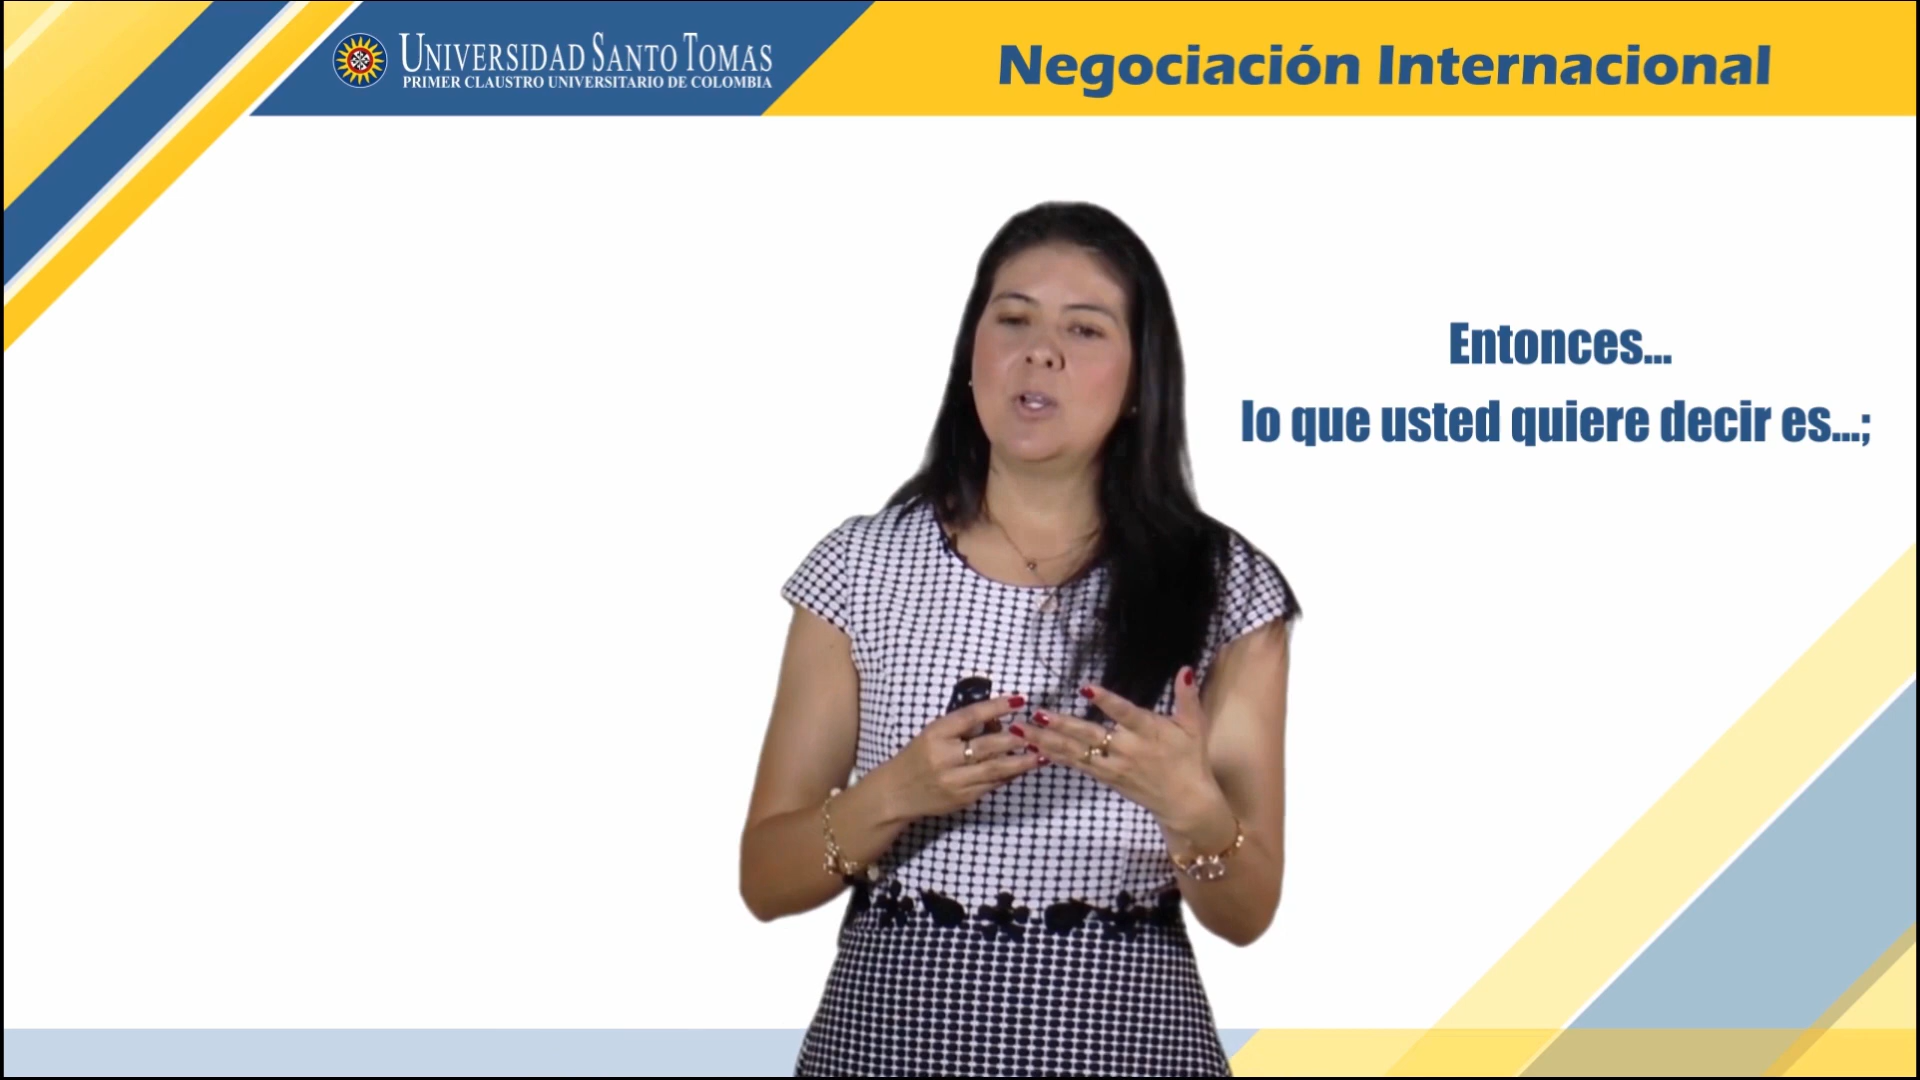 UNIVERSIDAD SANTO TOMAS
PRIMER CLAUSTRO UNIVERSITARIO DE COLOMBIA
Negociación Internacional
Entonces...
lo que usted quiere decir es...;